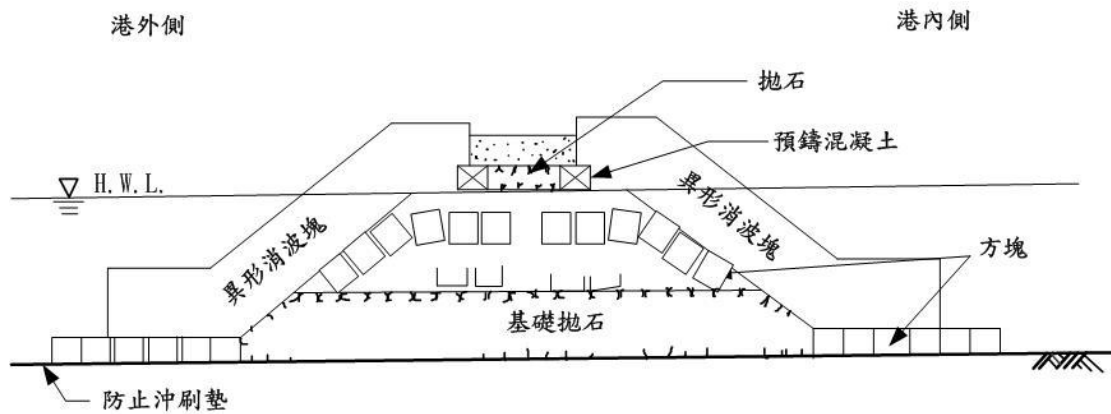 港外側
港內側
拋石
預鑄混凝土
H.W.L.
異形消波塊
異形消波塊
方塊
基礎拋石
防止沖刷墊